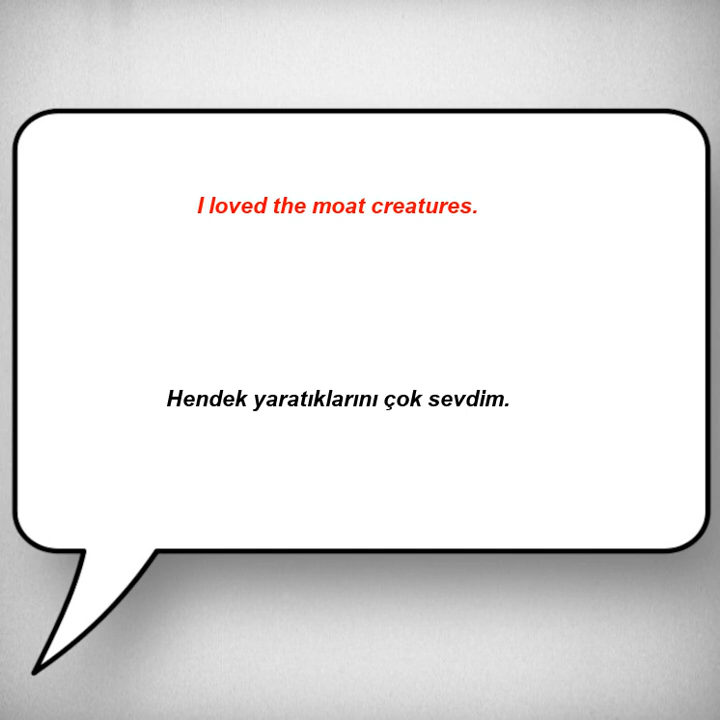 I loved the moat creatures.
Hendek yaratıklarını çok sevdim.